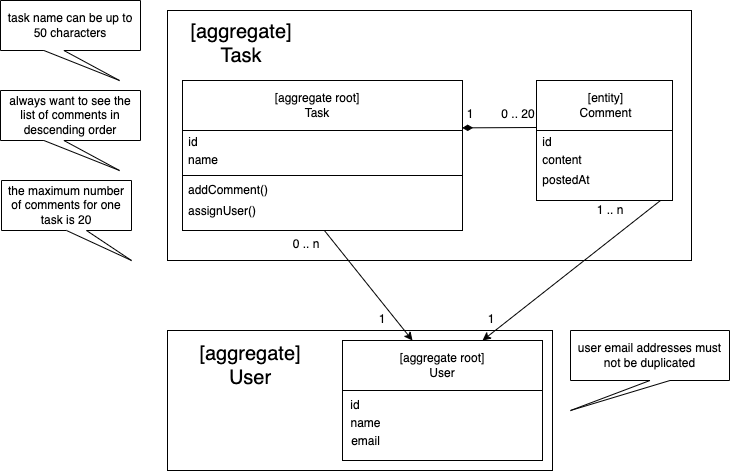 task name can be up to
50 characters
always want to see the
list of comments in
descending order
the maximum number
of comments for one
task is 20
[aggregate]
Task
[aggregate root]
Task
id
name
addComment()
assignUser()
1
0 .. 20
[entity]
Comment
id
content
postedAt
0 .. n
1 .. n
1
1
[aggregate]
User
[aggregate root]
User
id
name
email
user email addresses must
not be duplicated